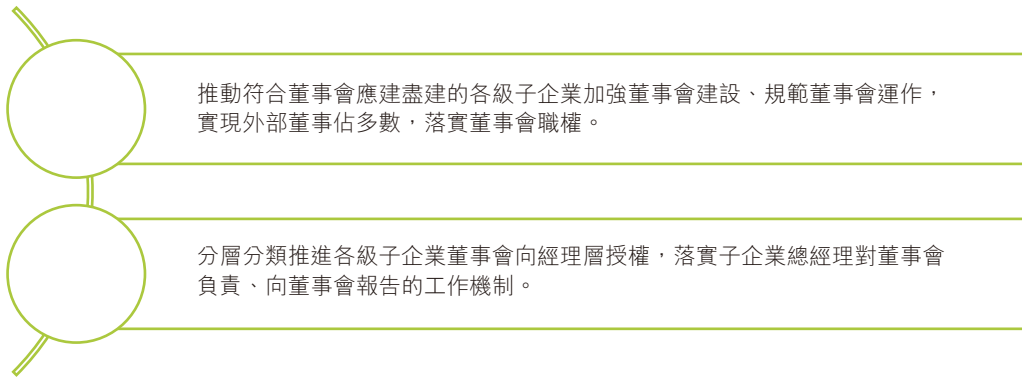 推動符合董事會應建盡建的各級子企業加強董事會建設、規範董事會運作，
實現外部董事佔多數，落實董事會職權。
分層分類推進各級子企業董事會向經理層授權，落實子企業總經理對董事會
負責、向董事會報告的工作機制。